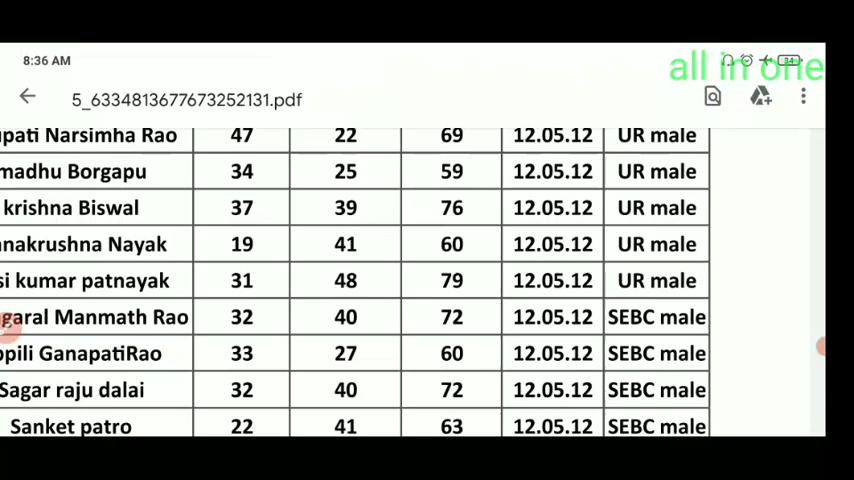 8:36 AM
all in one
5_6334813677673252131.pdf
pati Narsimha Rao 47 22 69 12.05.12 UR male
madhu Borgapu 34 25 59 12.05.12 UR male
krishna Biswal 37 39 76 12.05.12 UR male
nakrushna Nayak 19 41 60 12.05.12 UR male
si kumar patnayak 31 48 79 12.05.12 UR male
garal Manmath Rao 32 40 72 12.05.12 SEBC male
pili GanapatiRao 33 27 60 12.05.12 SEBC male
Sagar raju dalai 32 40 72 12.05.12 SEBC male
Sanket patro 22 41 63 12.05.12 SEBC male